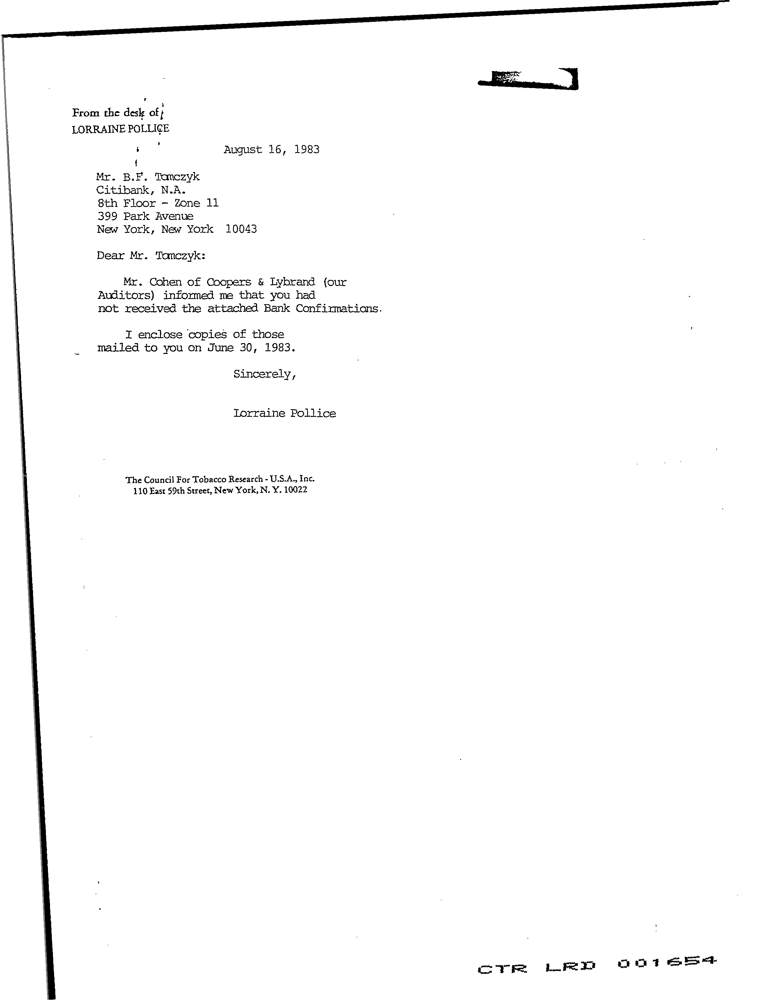 From the desk of
LORRAINE POLLICE
August 16, 1983
Mr. B.F. Tomczyk
Citibank, N.A.
8th Floor - Zone 11
399 Park Avenue
New York, New York 10043
Dear Mr. Tomczyk:
Mr. Cohen of Coopers & Lybrand (our
Auditors) informed me that you had
not received the attached Bank Confirmations.
I enclose copies of those
mailed to you on June 30, 1983.
Sincerely,
Lorraine Pollice
The Council For Tobacco Research - U.S.A., Inc.
110 East 59th Street, New York, N. Y. 10022
CTR LRD 001654